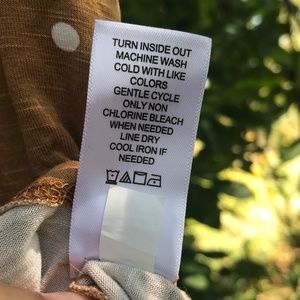 TURN INSIDE OUT
MACHINE WASH
COLD WITH LIKE
COLORS
GENTLE CYCLE
ONLY NON
CHLORINE BLEACH
WHEN NEEDED
LINE DRY
COOL IRON IF
NEEDED